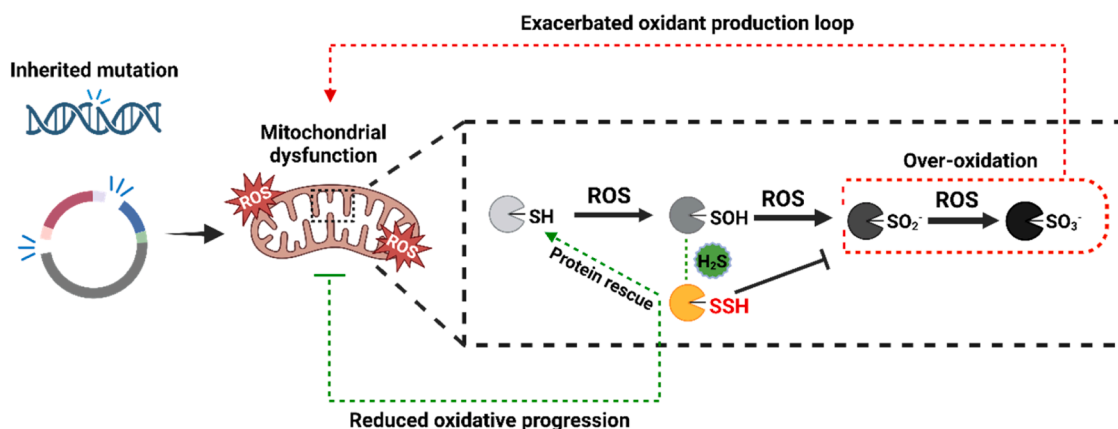 Exacerbated oxidant production loop
Inherited mutation
Mitochondrial
dysfunction
ROS
ROS
Over-oxidation
SH
ROS
SOH
ROS
SO₂⁻
ROS
SO₃⁻
H₂S
Protein rescue
SSH
Reduced oxidative progression